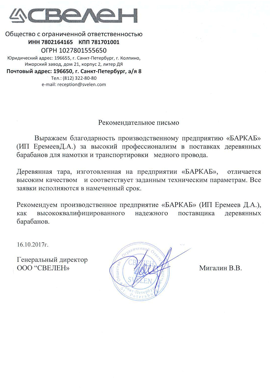 СВЕЛЕН
Общество с ограниченной ответственностью
ИНН 7802164165 КПП 781701001
ОГРН 1027801555650
Юридический адрес: 196655, г. Санкт-Петербург, г. Колпино,
Ижорский завод, дом 21, корпус 2, литер ДЯ
Почтовый адрес: 196650, г. Санкт-Петербург, а/я 8
Тел.: (812) 322-80-80
e-mail: reception@svelen.com
Рекомендательное письмо
Выражаем благодарность производственному предприятию «БАРКАБ»
(ИП ЕремеевД.А.) за высокий профессионализм в поставках деревянных
барабанов для намотки и транспортировки медного провода.
Деревянная тара, изготовленная на предприятии «БАРКАБ», отличается
высоким качеством и соответствует заданным техническим параметрам. Все
заявки исполняются в намеченный срок.
Рекомендуем производственное предприятие «БАРКАБ» (ИП Еремеев Д.А.),
как высококвалифицированного надежного поставщика деревянных
барабанов.
16.10.2017г.
Генеральный директор
ООО "СВЕЛЕН"
Мигалин В.В.